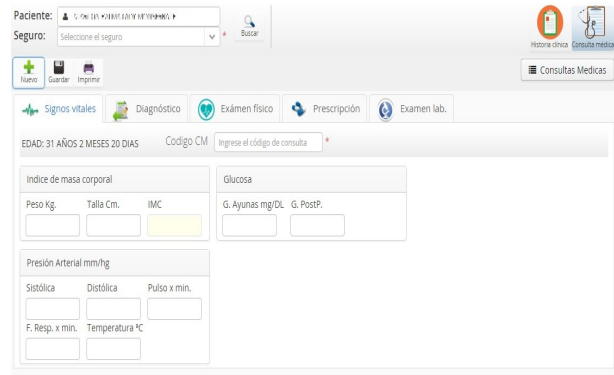 Paciente:
Seguro: Seleccione el seguro * Buscar
Historia clinica Consulta médica
Nuevo Guardar Imprimir Consultas Medicas
Signos vitales Diagnóstico Exámen físico Prescripción Examen lab.
EDAD: 31 AÑOS 2 MESES 20 DIAS Codigo CM Ingrese el código de consulta *
Indice de masa corporal Glucosa
Peso Kg. Talla Cm. IMC G. Ayunas mg/DL G. PostP.
Presión Arterial mm/hg
Sistólica Distólica Pulso x min.
F. Resp. x min. Temperatura ªC